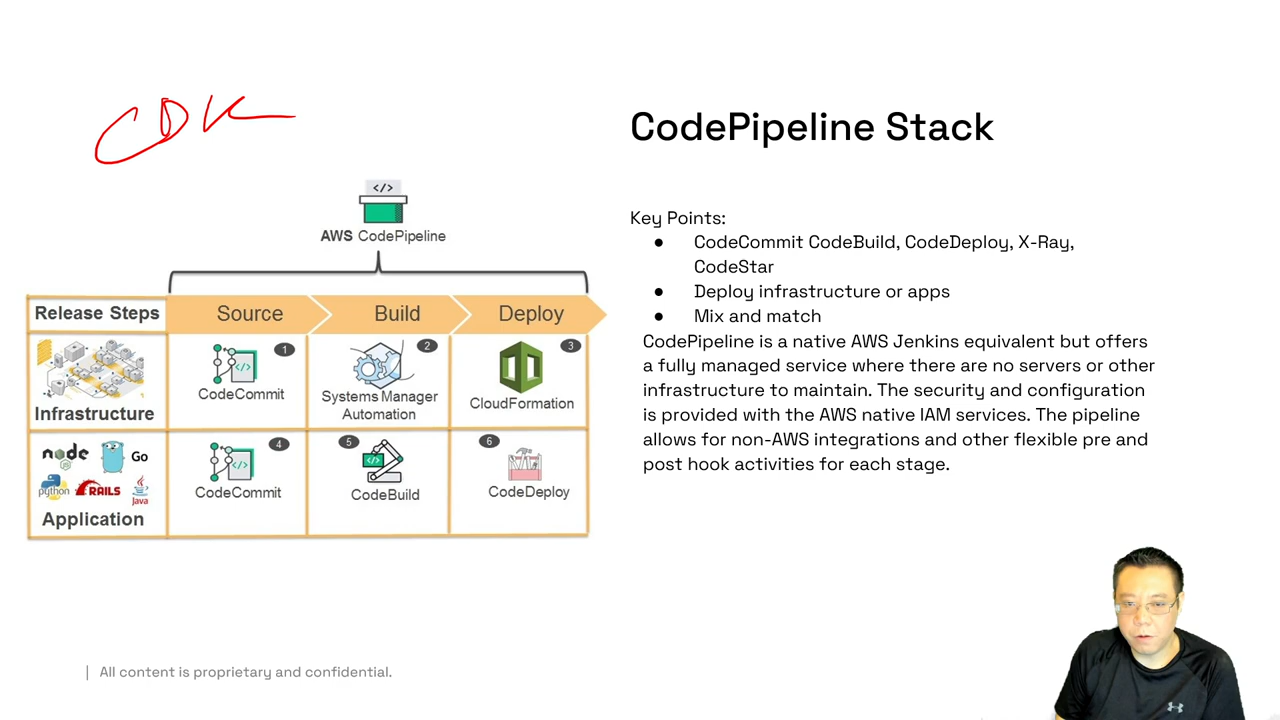 CDK
CodePipeline Stack
</>
AWS CodePipeline
Release Steps
Source
Build
Deploy
Infrastructure
1
CodeCommit
2
Systems Manager
Automation
3
CloudFormation
node
JS
Go
python
RAILS
Java
Application
4
CodeCommit
5
CodeBuild
6
CodeDeploy
Key Points:
● CodeCommit CodeBuild, CodeDeploy, X-Ray,
CodeStar
● Deploy infrastructure or apps
● Mix and match
CodePipeline is a native AWS Jenkins equivalent but offers
a fully managed service where there are no servers or other
infrastructure to maintain. The security and configuration
is provided with the AWS native IAM services. The pipeline
allows for non-AWS integrations and other flexible pre and
post hook activities for each stage.
| All content is proprietary and confidential.